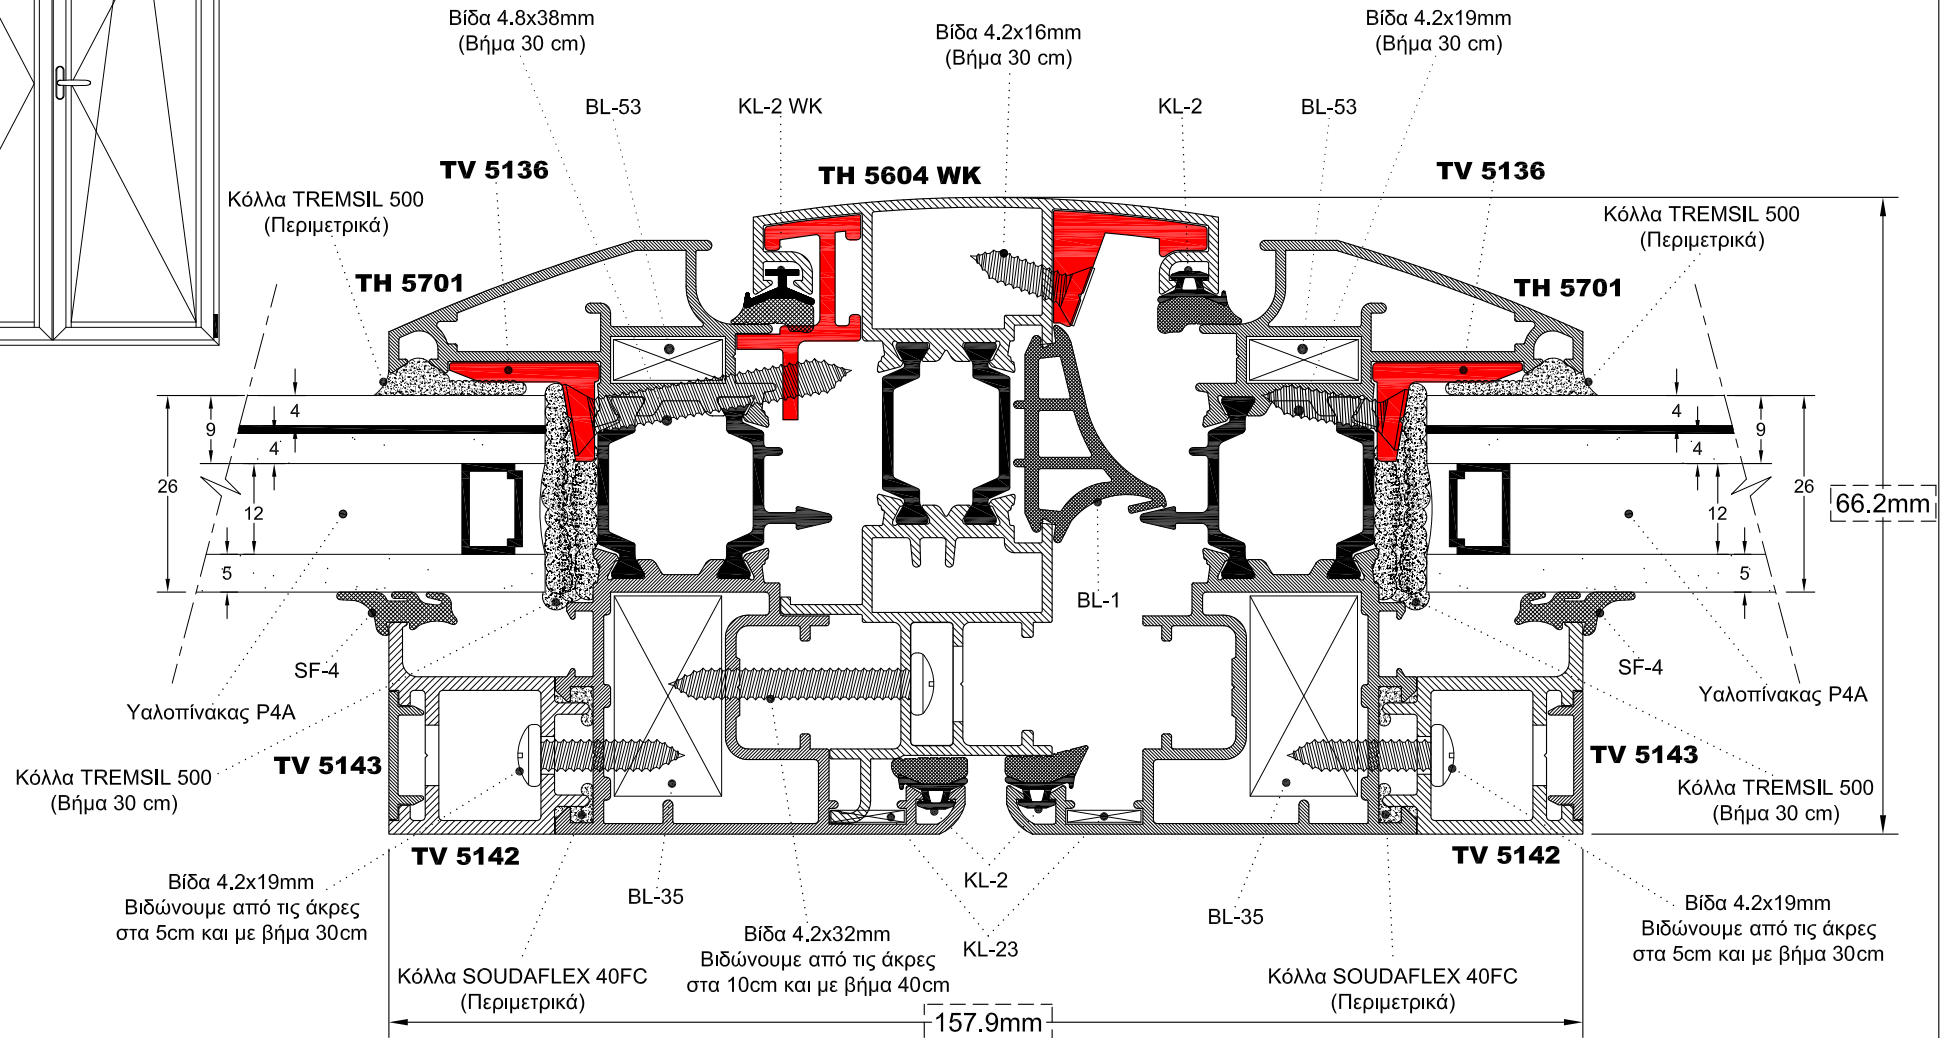 Βίδα 4.8x38mm
(Βήμα 30 cm)
Βίδα 4.2x16mm
(Βήμα 30 cm)
Βίδα 4.2x19mm
(Βήμα 30 cm)
BL-53
KL-2 WK
KL-2
BL-53
TV 5136
TH 5604 WK
TV 5136
Κόλλα TREMSIL 500
(Περιμετρικά)
Κόλλα TREMSIL 500
(Περιμετρικά)
TH 5701
TH 5701
4
9
4
26
12
5
4
9
4
26
12
5
66.2mm
BL-1
SF-4
SF-4
Υαλοπίνακας P4A
Υαλοπίνακας P4A
TV 5143
TV 5143
Κόλλα TREMSIL 500
(Βήμα 30 cm)
Κόλλα TREMSIL 500
(Βήμα 30 cm)
TV 5142
TV 5142
Βίδα 4.2x19mm
Βιδώνουμε από τις άκρες
στα 5cm και με βήμα 30cm
BL-35
KL-2
BL-35
Βίδα 4.2x19mm
Βιδώνουμε από τις άκρες
στα 5cm και με βήμα 30cm
Βίδα 4.2x32mm
Βιδώνουμε από τις άκρες
στα 10cm και με βήμα 40cm
KL-23
Κόλλα SOUDAFLEX 40FC
(Περιμετρικά)
Κόλλα SOUDAFLEX 40FC
(Περιμετρικά)
157.9mm